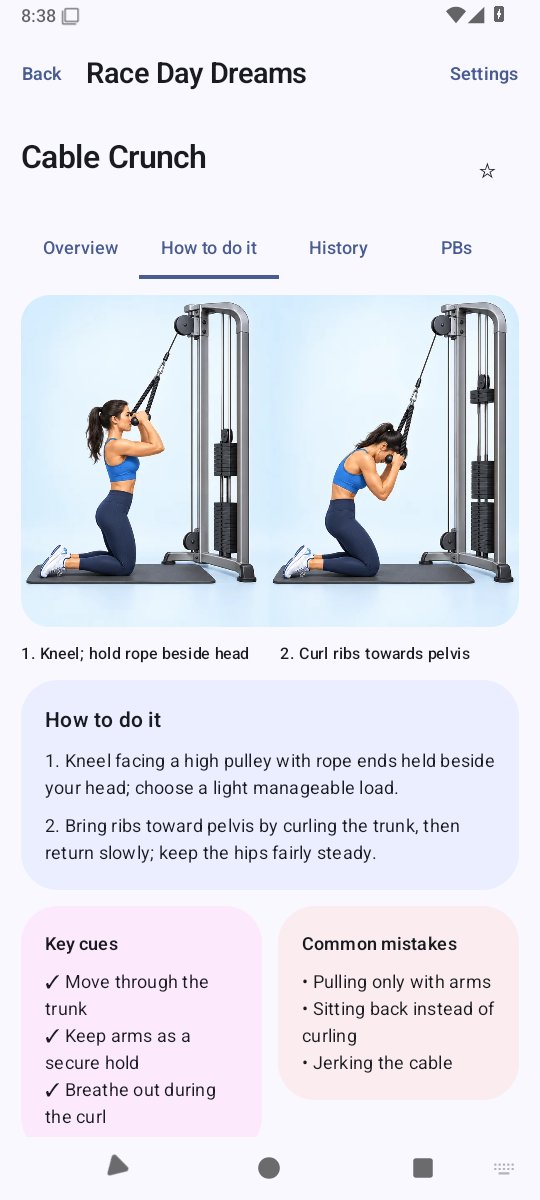 8:38
Back Race Day Dreams Settings
Cable Crunch
☆
Overview How to do it History PBs
1. Kneel; hold rope beside head 2. Curl ribs towards pelvis
How to do it
1. Kneel facing a high pulley with rope ends held beside
your head; choose a light manageable load.
2. Bring ribs toward pelvis by curling the trunk, then
return slowly; keep the hips fairly steady.
Key cues
✓ Move through the
trunk
✓ Keep arms as a
secure hold
✓ Breathe out during
the curl
Common mistakes
• Pulling only with arms
• Sitting back instead of
curling
• Jerking the cable